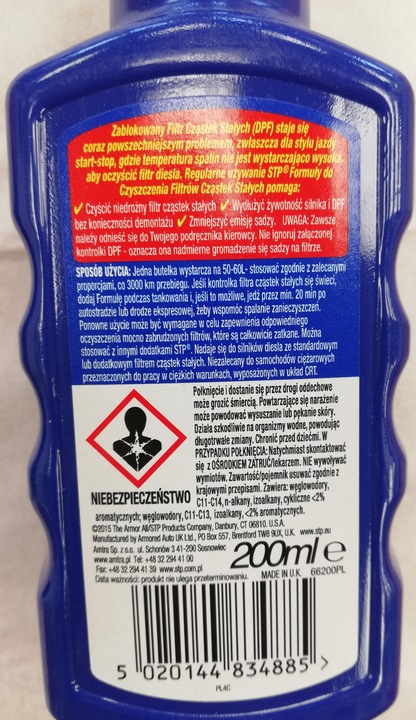 Zablokowany Filtr Cząstek Stałych (DPF) staje się
coraz powszechniejszym problemem, zwłaszcza dla stylu jazdy
start-stop, gdzie temperatura spalin nie jest wystarczająco wysoka,
aby oczyścić filtr diesla. Regularne używanie STP® Formuły do
Czyszczenia Filtrów Cząstek Stałych pomaga:
✓ Czyścić niedrożny filtr cząstek stałych ✓ Wydłużyć żywotność silnika i DPF
bez konieczności demontażu ✓ Zmniejszyć emisję sadzy. UWAGA: Zawsze
należy odnieść się do Twojego podręcznika kierowcy. Nie ignoruj załączonej
kontrolki DPF - oznacza ona nadmierne gromadzenie się sadzy na filtrze.
SPOSÓB UŻYCIA: Jedna butelka wystarcza na 50-60L- stosować zgodnie z zalecanymi
proporcjami, co 3000 km przebiegu. Jeśli kontrolka filtra cząstek stałych się świeci,
dodaj Formułę podczas tankowania i, jeśli to możliwe, jedź przez min. 20 min po
autostradzie lub drodze ekspresowej, żeby wspomóc spalanie zanieczyszczeń.
Ponowne użycie może być wymagane w celu zapewnienia odpowiedniego
oczyszczenia mocno zabrudzonych filtrów, które są całkowicie zatkane. Można
stosować z innymi dodatkami STP®. Nadaje się do silników diesla ze standardowym
lub dodatkowym filtrem cząstek stałych. Niezalecany do samochodów ciężarowych
przeznaczonych do pracy w ciężkich warunkach, wyposażonych w układ CRT.
Połknięcie i dostanie się przez drogi oddechowe
może grozić śmiercią. Powtarzające się narażenie
może powodować wysuszanie lub pękanie skóry.
Działa szkodliwie na organizmy wodne, powodując
długotrwałe zmiany. Chronić przed dziećmi. W
PRZYPADKU POŁKNIĘCIA: Natychmiast skontaktować
się z OŚRODKIEM ZATRUĆ/lekarzem. NIE wywoływać
wymiotów. Zawartość/pojemnik usuwać zgodnie z
krajowymi przepisami. Zawiera: węglowodory,
C11-C14, n-alkany, izoalkany, cykliczne <2%
NIEBEZPIECZEŃSTWO
aromatycznych; węglowodory, C11-C13, izoalkany, <2% aromatycznych.
©2015 The Armor All/STP Products Company, Danbury, CT 06810. U.S.A.
Manufactured by Armored Auto UK Ltd., PO Box 557, Brentford TW8 9UX, U.K. www.stp.eu
Amtra Sp. z o.o. ul. Schonów 3 41-200 Sosnowiec
www.amtra.pl Tel: +48 32 294 41 00
Fax: +48 32 294 41 39 www.stp.com.pl
200ml e
Data ważności: produkt nie ulega przeterminowaniu. MADE IN U.K. 66200PL
5 020144 834885 >
PL4C